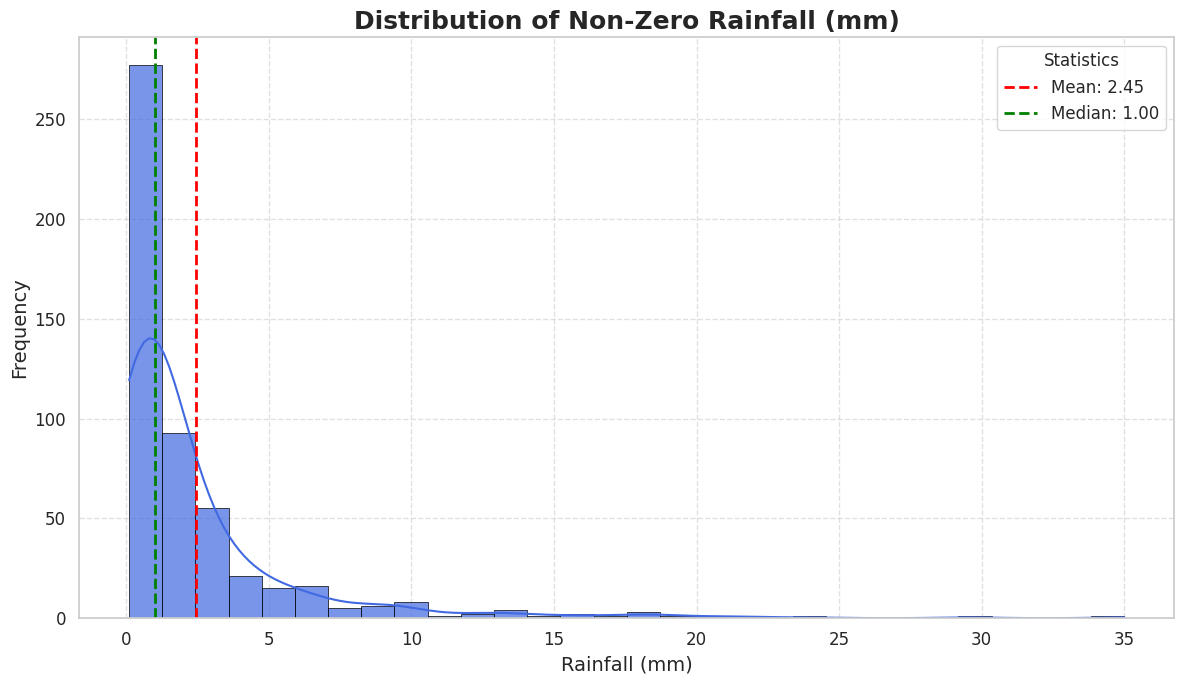 Distribution of Non-Zero Rainfall (mm)
Statistics
Mean: 2.45
Median: 1.00
Frequency
250
200
150
100
50
0
0 5 10 15 20 25 30 35
Rainfall (mm)